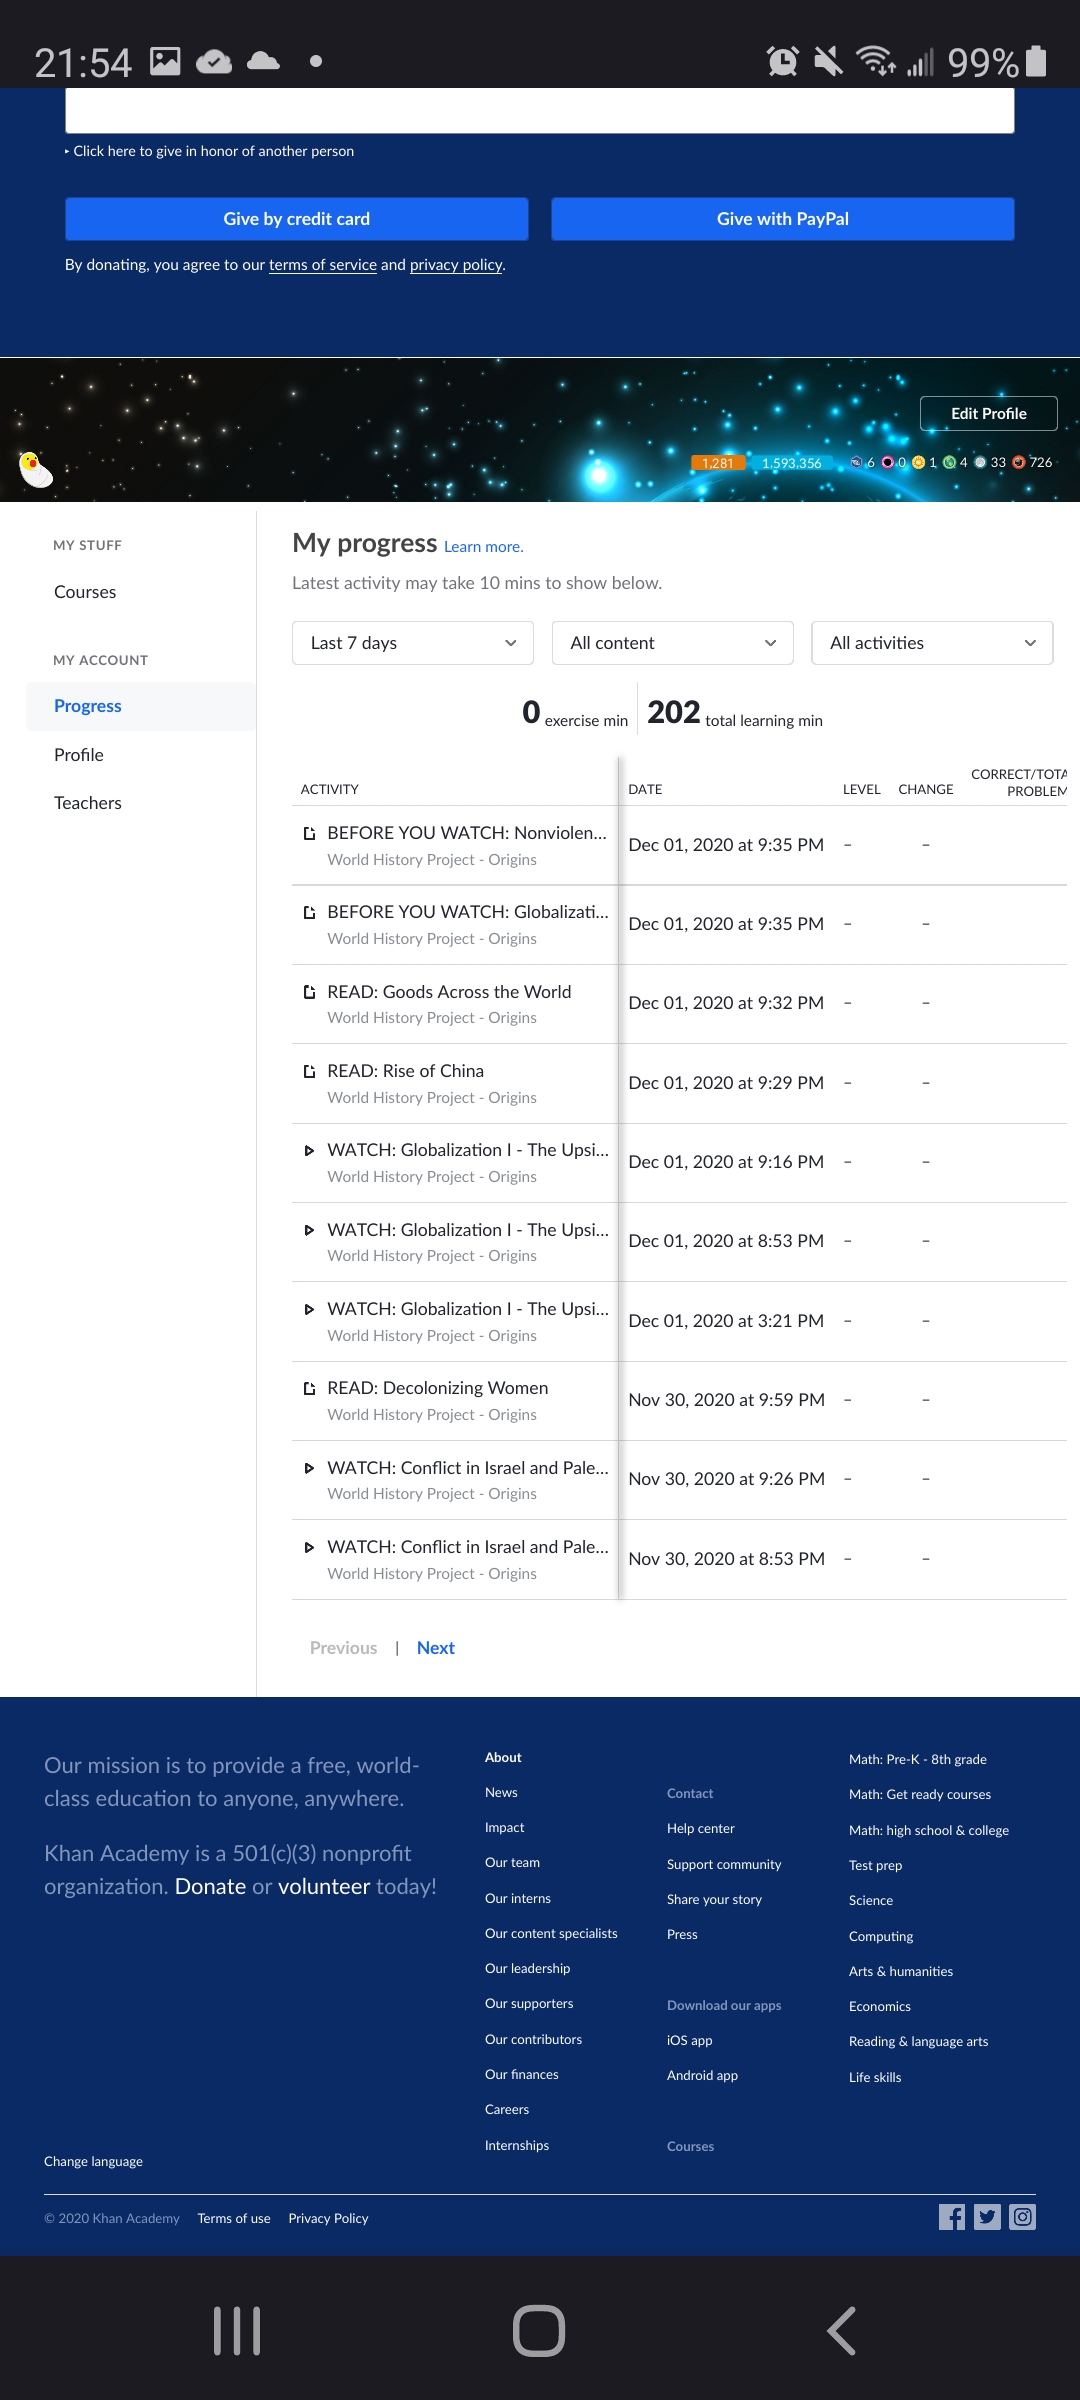 21:54
99%
▸ Click here to give in honor of another person
Give by credit card
Give with PayPal
By donating, you agree to our terms of service and privacy policy.
Edit Profile
1,281 1,593,356 6 0 1 4 33 726
MY STUFF
Courses
MY ACCOUNT
Progress
Profile
Teachers
My progress Learn more.
Latest activity may take 10 mins to show below.
Last 7 days
All content
All activities
0 exercise min
202 total learning min
ACTIVITY DATE LEVEL CHANGE CORRECT/TOTA
PROBLEM
BEFORE YOU WATCH: Nonviolen... Dec 01, 2020 at 9:35 PM – –
World History Project - Origins
BEFORE YOU WATCH: Globalizati... Dec 01, 2020 at 9:35 PM – –
World History Project - Origins
READ: Goods Across the World Dec 01, 2020 at 9:32 PM – –
World History Project - Origins
READ: Rise of China Dec 01, 2020 at 9:29 PM – –
World History Project - Origins
WATCH: Globalization I - The Upsi... Dec 01, 2020 at 9:16 PM – –
World History Project - Origins
WATCH: Globalization I - The Upsi... Dec 01, 2020 at 8:53 PM – –
World History Project - Origins
WATCH: Globalization I - The Upsi... Dec 01, 2020 at 3:21 PM – –
World History Project - Origins
READ: Decolonizing Women Nov 30, 2020 at 9:59 PM – –
World History Project - Origins
WATCH: Conflict in Israel and Pale... Nov 30, 2020 at 9:26 PM – –
World History Project - Origins
WATCH: Conflict in Israel and Pale... Nov 30, 2020 at 8:53 PM – –
World History Project - Origins
Previous | Next
Our mission is to provide a free, world-
class education to anyone, anywhere.
Khan Academy is a 501(c)(3) nonprofit
organization. Donate or volunteer today!
About
News
Impact
Our team
Our interns
Our content specialists
Our leadership
Our supporters
Our contributors
Our finances
Careers
Internships
Contact
Help center
Support community
Share your story
Press
Download our apps
iOS app
Android app
Courses
Math: Pre-K - 8th grade
Math: Get ready courses
Math: high school & college
Test prep
Science
Computing
Arts & humanities
Economics
Reading & language arts
Life skills
Change language
© 2020 Khan Academy Terms of use Privacy Policy